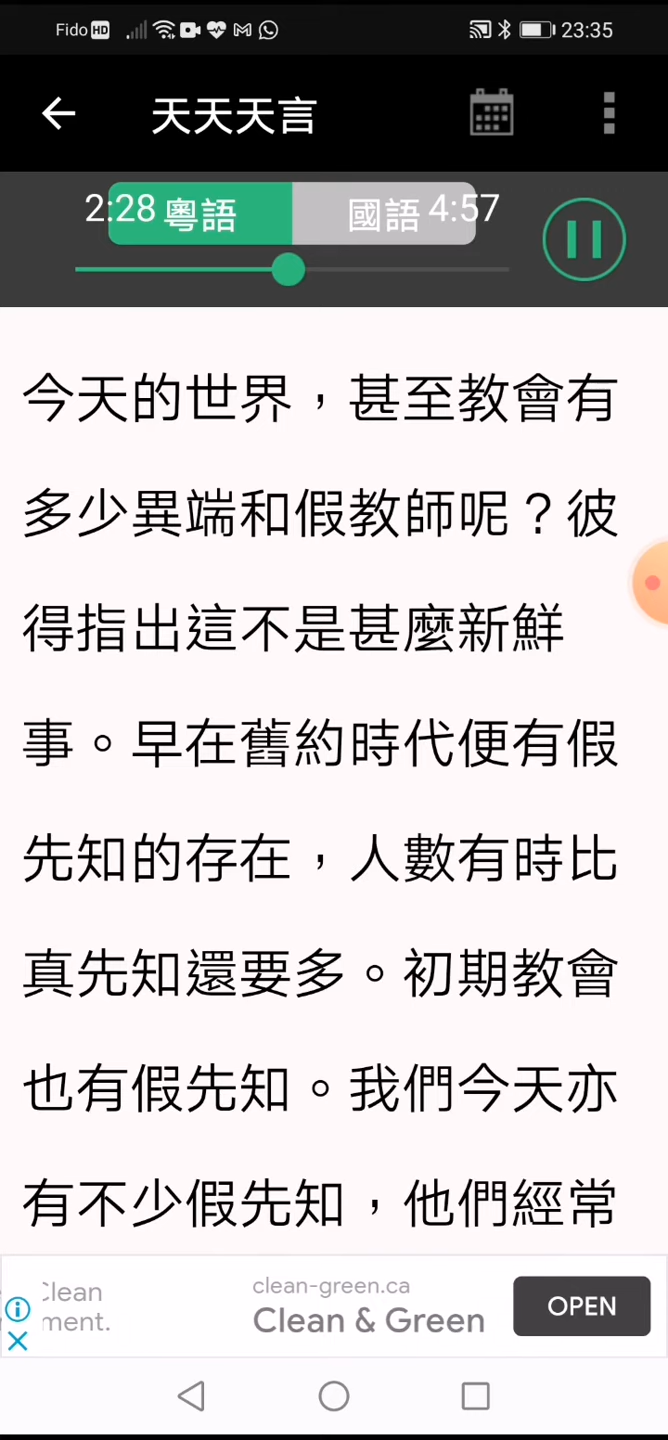 Fido HD 23:35
天天天言
2:28 粵語 國語 4:57
今天的世界，甚至教會有
多少異端和假教師呢？彼
得指出這不是甚麼新鮮
事。早在舊約時代便有假
先知的存在，人數有時比
真先知還要多。初期教會
也有假先知。我們今天亦
有不少假先知，他們經常
clean-green.ca
Clean & Green
ment.
OPEN